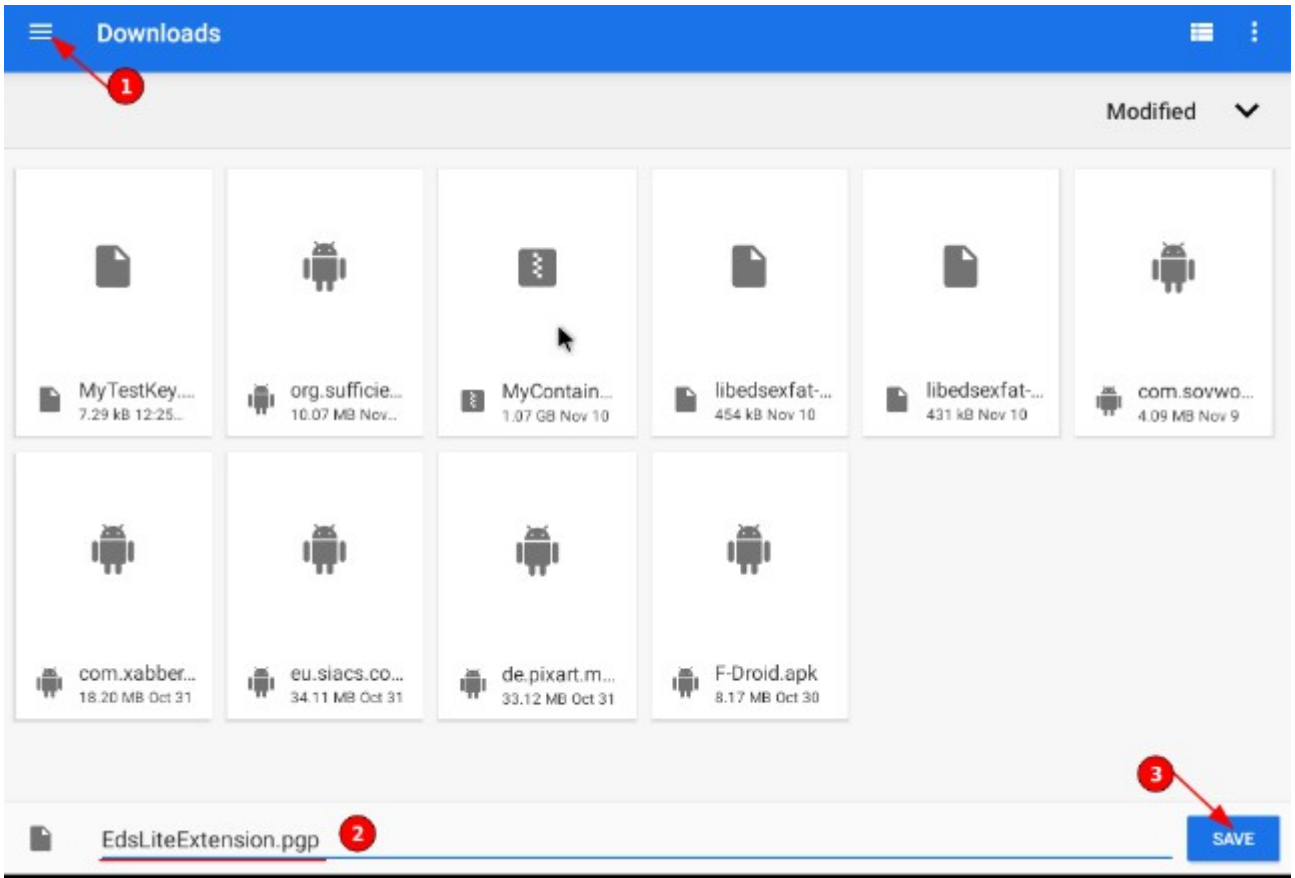 Downloads
1
Modified
MyTestKey....
7.29 kB 12:25...
org.sufficie...
10.07 MB Nov...
MyContain...
1.07 GB Nov 10
libedsexfat-...
454 kB Nov 10
libedsexfat-...
431 kB Nov 10
com.sovwo...
4.09 MB Nov 9
com.xabber...
18.20 MB Oct 31
eu.siacs.co...
34.11 MB Oct 31
de.pixart.m...
33.12 MB Oct 31
F-Droid.apk
8.17 MB Oct 30
3
EdsLiteExtension.pgp
2
SAVE